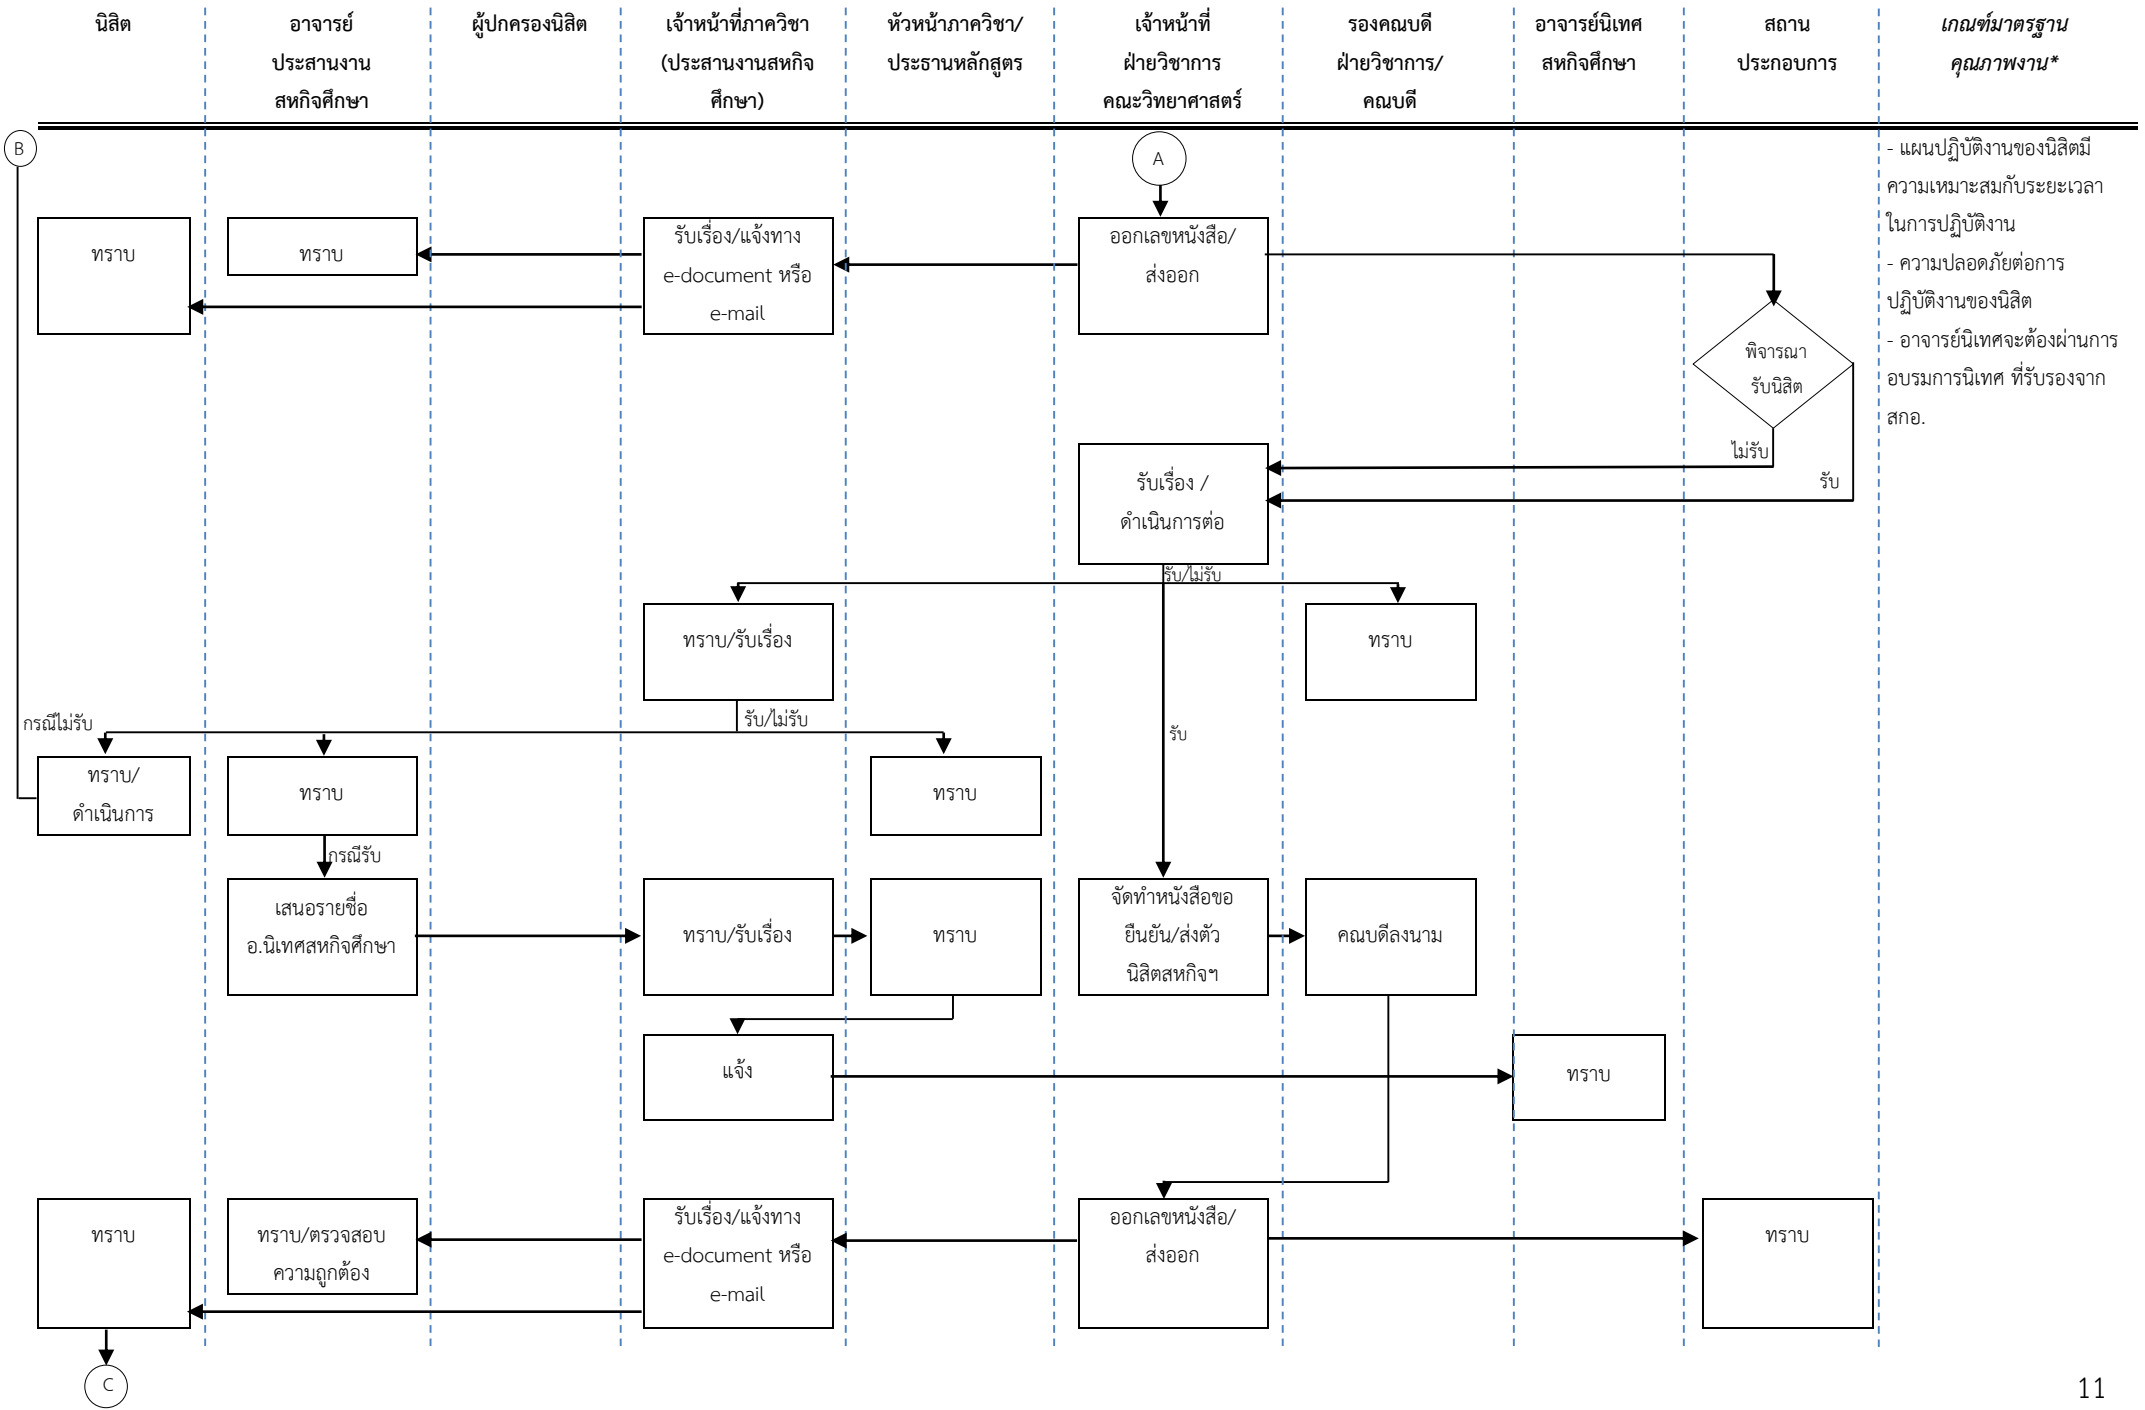 นิสิต
อาจารย์
ประสานงาน
สหกิจศึกษา
ผู้ปกครองนิสิต
เจ้าหน้าที่ภาควิชา
(ประสานงานสหกิจ
ศึกษา)
หัวหน้าภาควิชา/
ประธานหลักสูตร
เจ้าหน้าที่
ฝ่ายวิชาการ
คณะวิทยาศาสตร์
รองคณบดี
ฝ่ายวิชาการ/
คณบดี
อาจารย์นิเทศ
สหกิจศึกษา
สถาน
ประกอบการ
เกณฑ์มาตรฐาน
คุณภาพงาน*
B
A
- แผนปฏิบัติงานของนิสิตมี
ความเหมาะสมกับระยะเวลา
ในการปฏิบัติงาน
- ความปลอดภัยต่อการ
ปฏิบัติงานของนิสิต
- อาจารย์นิเทศจะต้องผ่านการ
อบรมการนิเทศ ที่รับรองจาก
สกอ.
ทราบ
ทราบ
รับเรื่อง/แจ้งทาง
e-document หรือ
e-mail
ออกเลขหนังสือ/
ส่งออก
พิจารณา
รับนิสิต
ไม่รับ
รับ
รับเรื่อง /
ดำเนินการต่อ
รับ/ไม่รับ
ทราบ/รับเรื่อง
ทราบ
กรณีไม่รับ
รับ/ไม่รับ
รับ
ทราบ/
ดำเนินการ
ทราบ
ทราบ
กรณีรับ
เสนอรายชื่อ
อ.นิเทศสหกิจศึกษา
ทราบ/รับเรื่อง
ทราบ
จัดทำหนังสือขอ
ยืนยัน/ส่งตัว
นิสิตสหกิจฯ
คณบดีลงนาม
แจ้ง
ทราบ
ทราบ
ทราบ/ตรวจสอบ
ความถูกต้อง
รับเรื่อง/แจ้งทาง
e-document หรือ
e-mail
ออกเลขหนังสือ/
ส่งออก
ทราบ
C
11